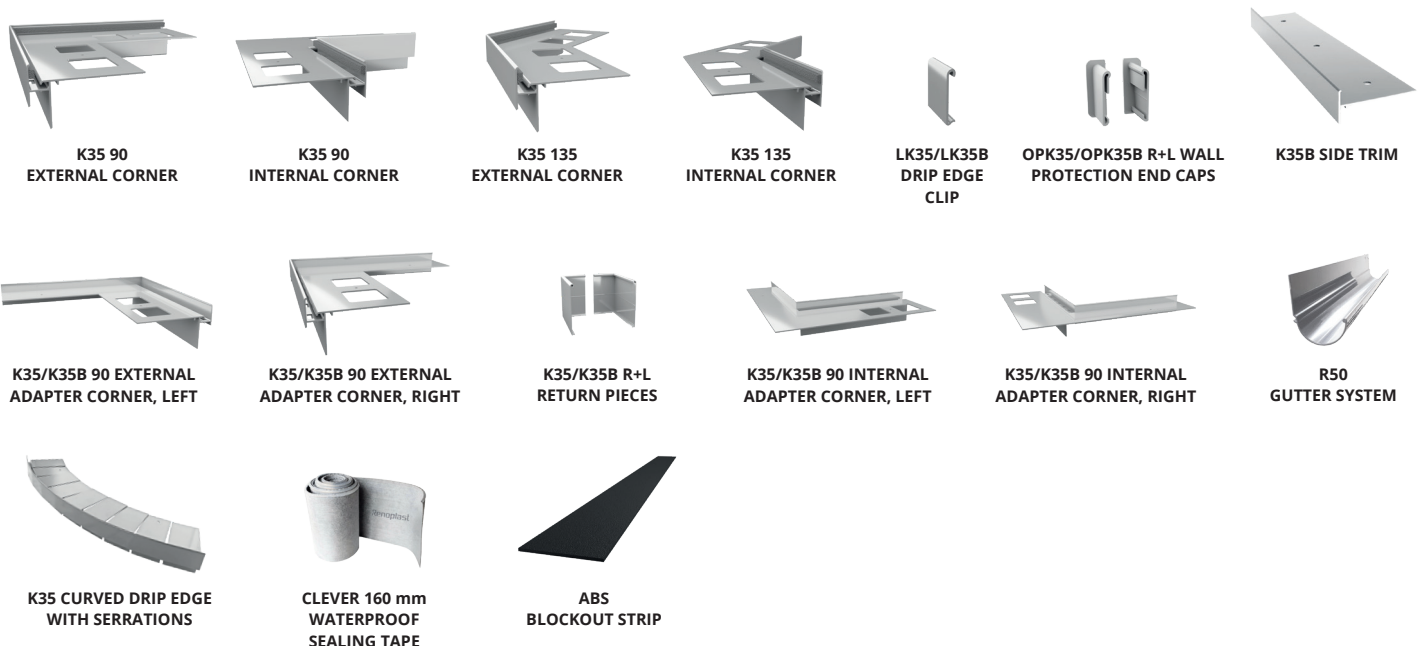 K35 90
EXTERNAL CORNER
K35 90
INTERNAL CORNER
K35 135
EXTERNAL CORNER
K35 135
INTERNAL CORNER
LK35/LK35B
DRIP EDGE
CLIP
OPK35/OPK35B R+L WALL
PROTECTION END CAPS
K35B SIDE TRIM
K35/K35B 90 EXTERNAL
ADAPTER CORNER, LEFT
K35/K35B 90 EXTERNAL
ADAPTER CORNER, RIGHT
K35/K35B R+L
RETURN PIECES
K35/K35B 90 INTERNAL
ADAPTER CORNER, LEFT
K35/K35B 90 INTERNAL
ADAPTER CORNER, RIGHT
R50
GUTTER SYSTEM
K35 CURVED DRIP EDGE
WITH SERRATIONS
Renoplast
CLEVER 160 mm
WATERPROOF
SEALING TAPE
ABS
BLOCKOUT STRIP